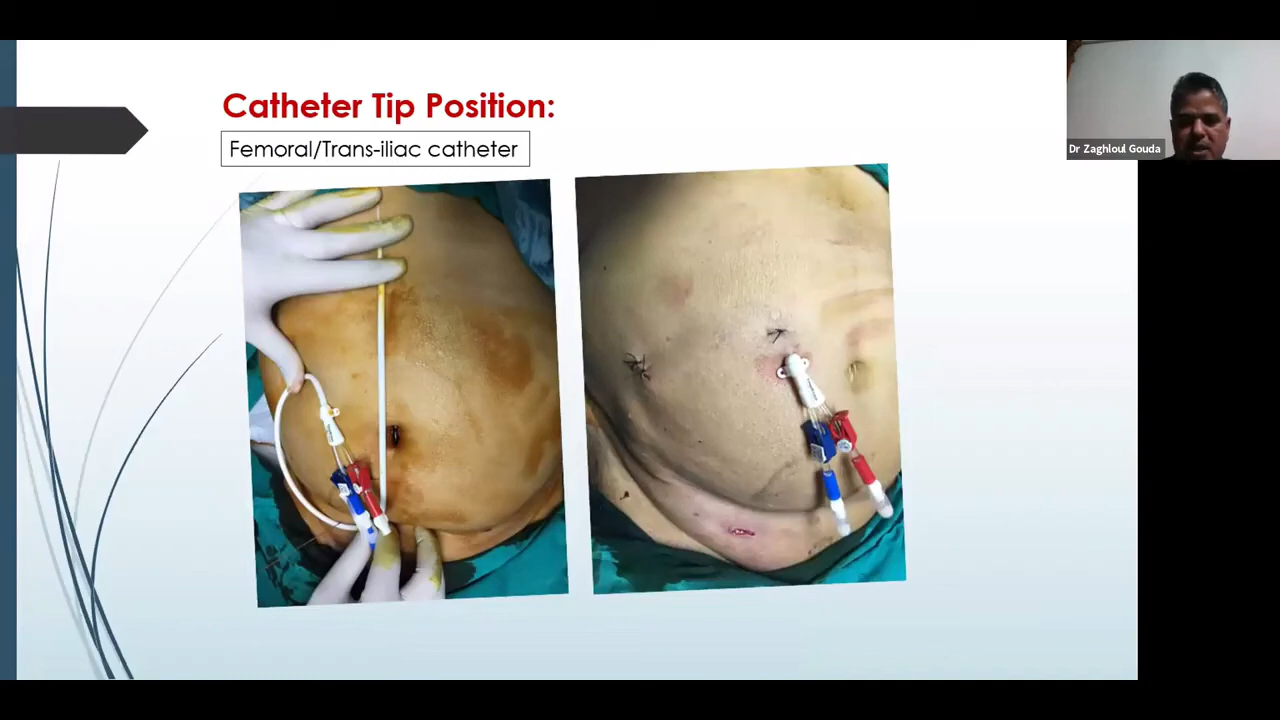 Catheter Tip Position:
Femoral/Trans-iliac catheter
Dr Zaghloul Gouda